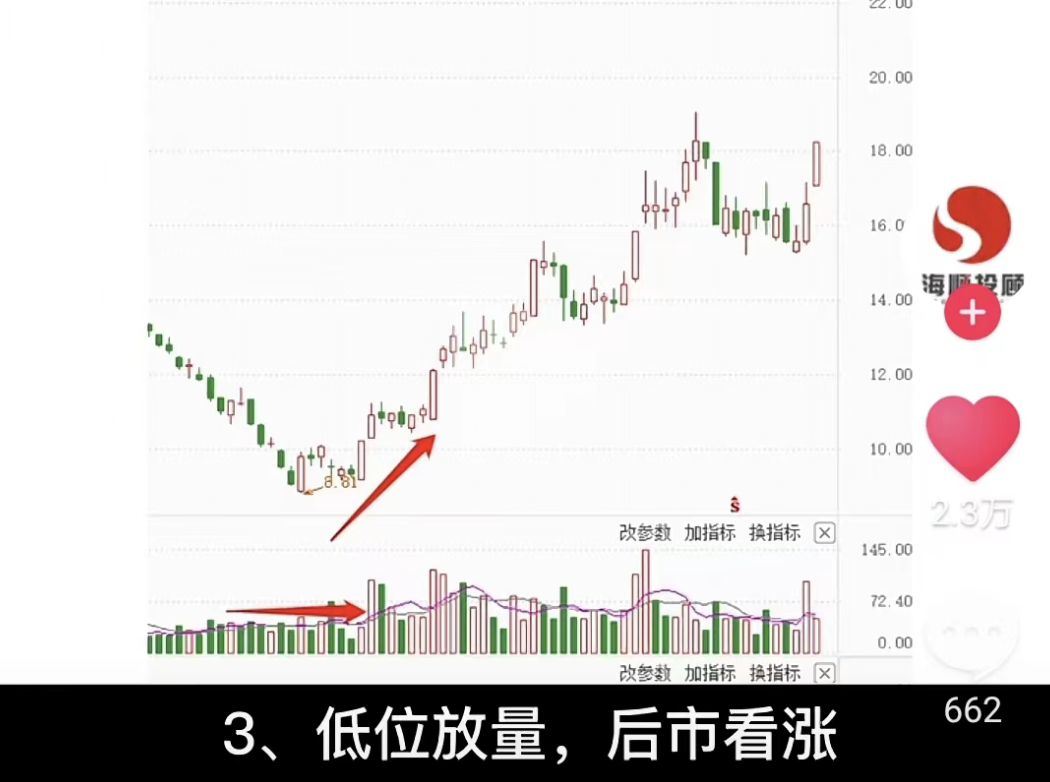 22.00
20.00
18.00
16.0
海顺投顾
14.00
12.00
10.00
8.81
2.3万
S
改参数 加指标 换指标
145.00
72.40
0.00
改参数 加指标 换指标
662
3、低位放量，后市看涨